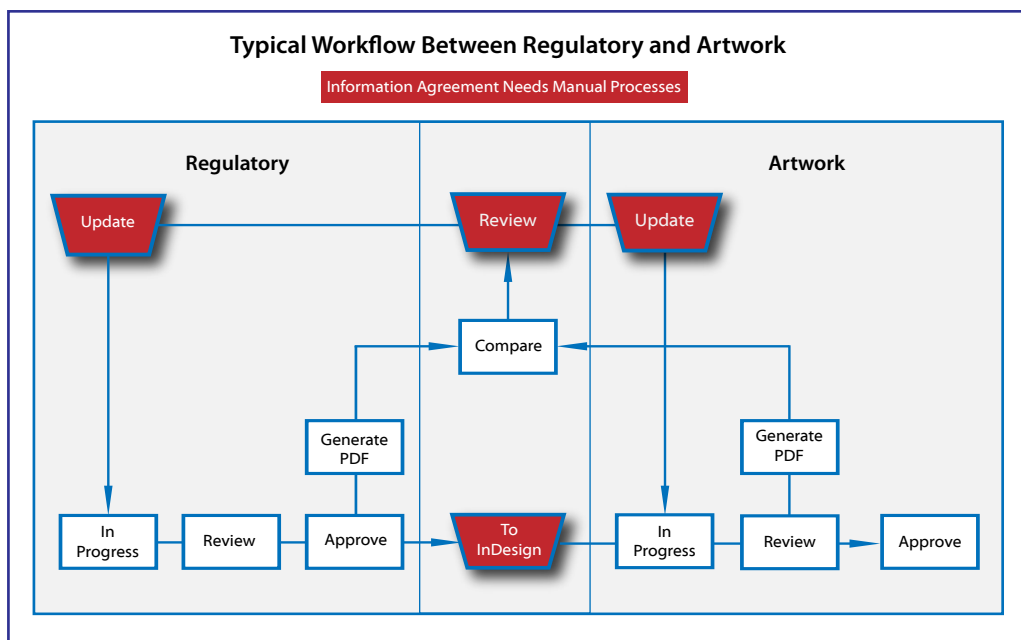 Typical Workflow Between Regulatory and Artwork
Information Agreement Needs Manual Processes
Regulatory
Artwork
Update
Review
Update
Compare
Generate
PDF
Generate
PDF
In
Progress
Review
Approve
To
InDesign
In
Progress
Review
Approve